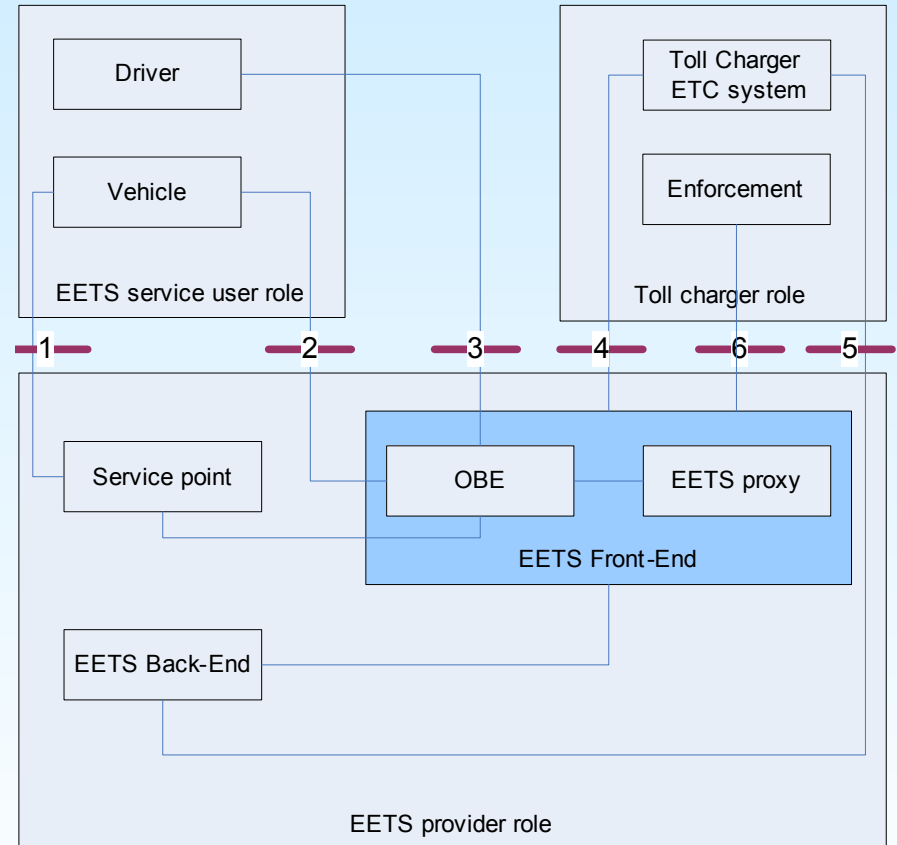 Driver
Toll Charger
ETC system
Vehicle
Enforcement
EETS service user role
Toll charger role
1
2
3
4
6
5
Service point
OBE
EETS proxy
EETS Front-End
EETS Back-End
EETS provider role